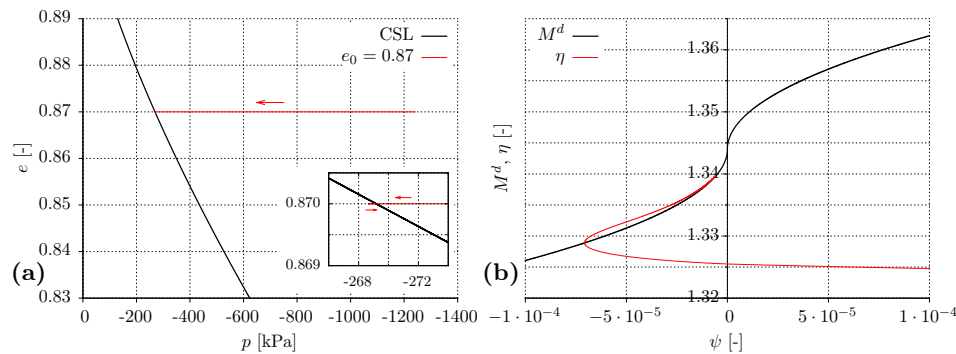 0.89
0.88
0.87
0.86
0.85
0.84
0.83
e [-]
CSL
e₀ = 0.87
0.870
0.869
-268
-272
(a)
0
-200
-400
-600
-800
-1000
-1200
-1400
p [kPa]
M^d
η
1.36
1.35
1.34
1.33
1.32
M^d, η [-]
(b)
−1 · 10⁻⁴
−5 · 10⁻⁵
0
5 · 10⁻⁵
1 · 10⁻⁴
ψ [-]